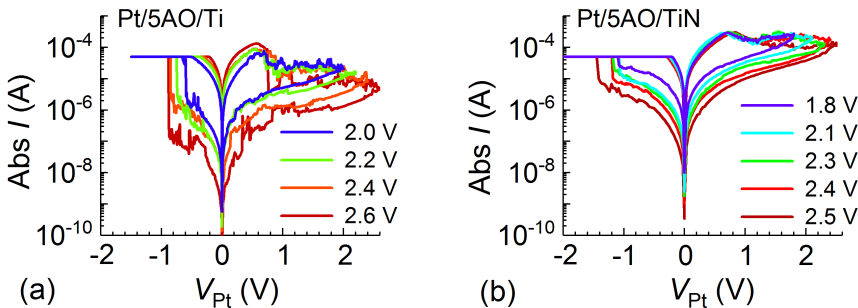 Pt/5AO/Ti
Abs I (A)
10⁻⁴
10⁻⁶
10⁻⁸
10⁻¹⁰
2.0 V
2.2 V
2.4 V
2.6 V
-2 -1 0 1 2
V_Pt (V)
(a)
Pt/5AO/TiN
Abs I (A)
10⁻⁴
10⁻⁶
10⁻⁸
10⁻¹⁰
1.8 V
2.1 V
2.3 V
2.4 V
2.5 V
-2 -1 0 1 2
V_Pt (V)
(b)